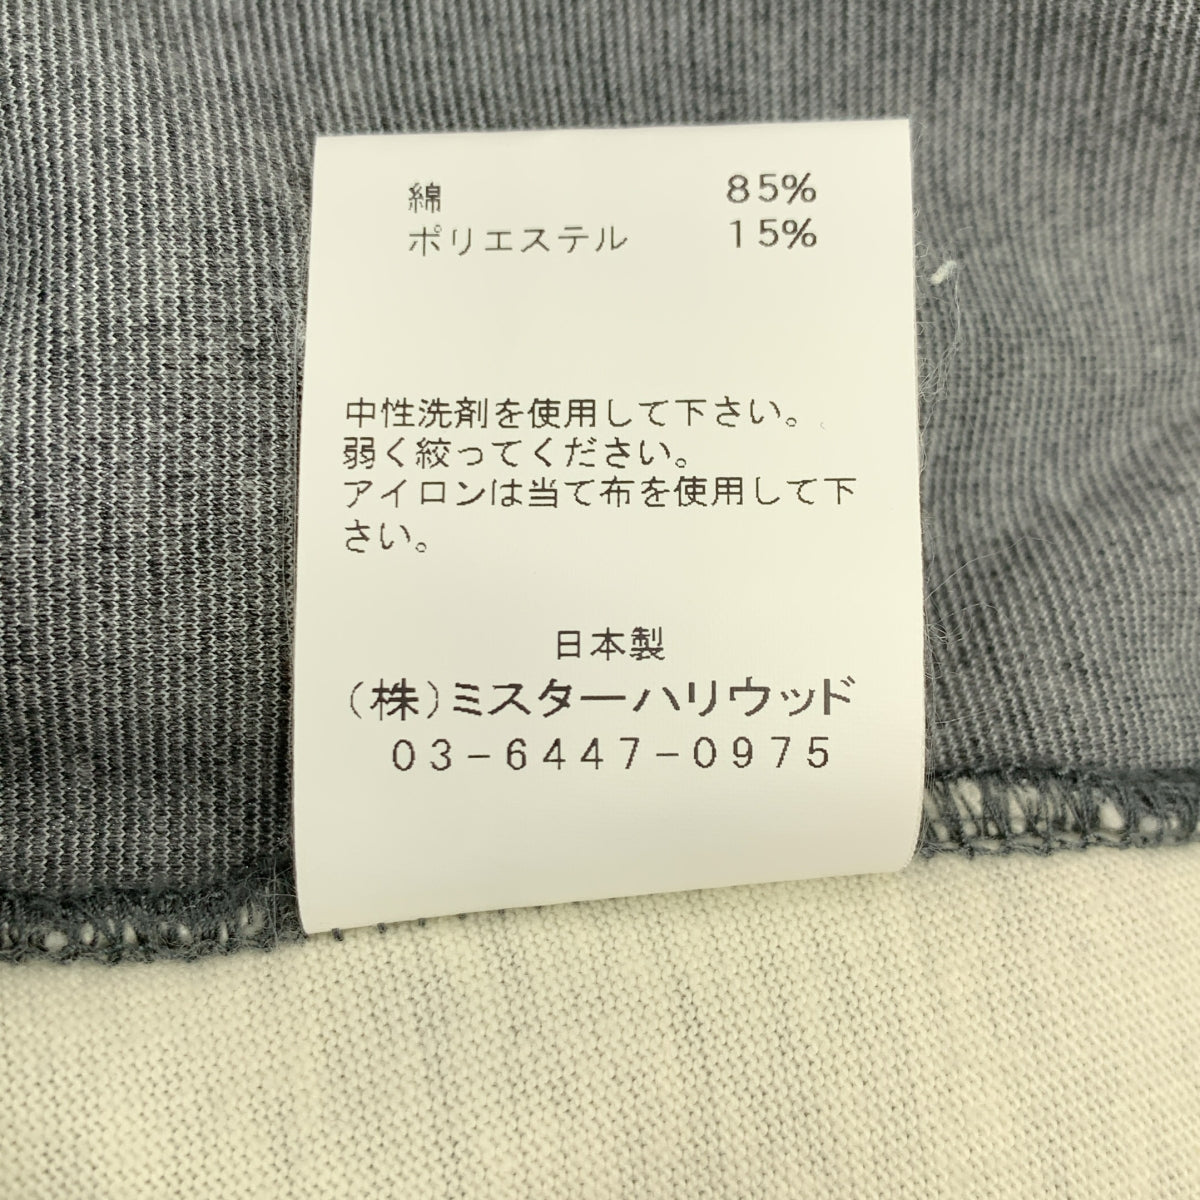 綿 85%
ポリエステル 15%
中性洗剤を使用して下さい。
弱く絞ってください。
アイロンは当て布を使用して下
さい。
日本製
(株)ミスターハリウッド
03-6447-0975